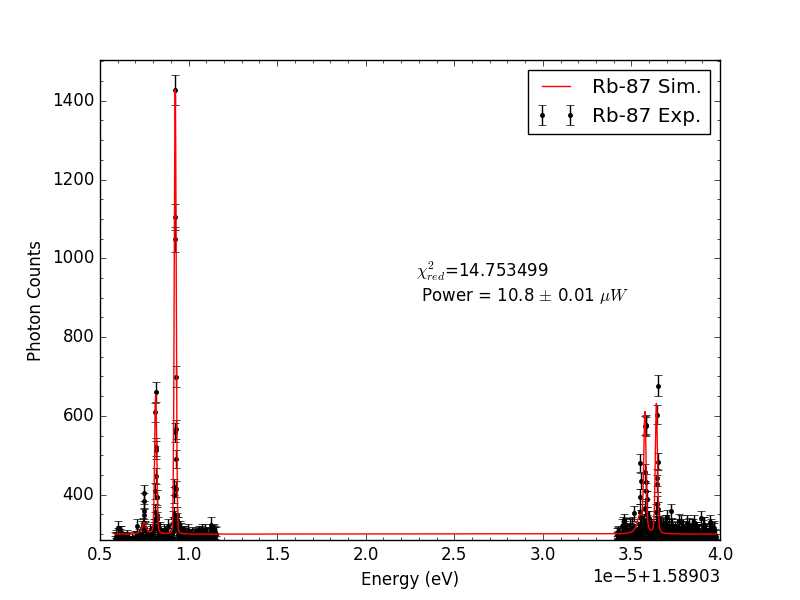 1400
1200
1000
800
600
400
Photon Counts
Rb-87 Sim.
Rb-87 Exp.
χ²_red=14.753499
Power = 10.8 ± 0.01 μW
0.5 1.0 1.5 2.0 2.5 3.0 3.5 4.0
Energy (eV)
1e−5+1.58903